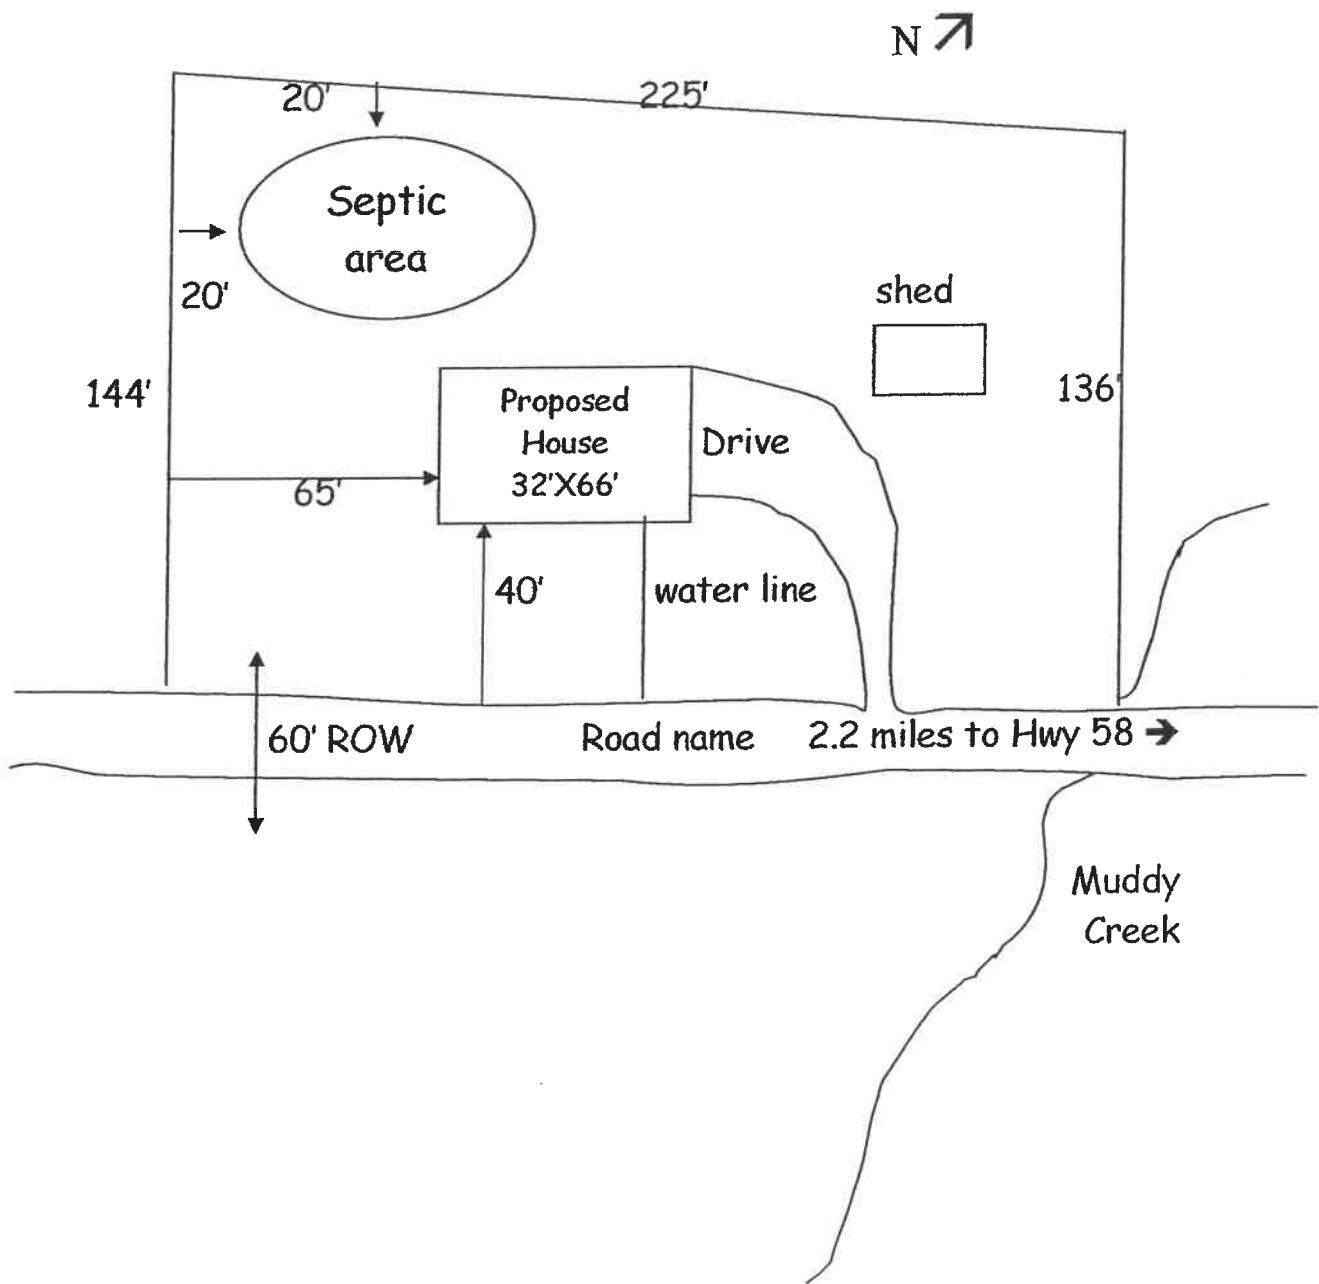 N
20'
225'
Septic
area
20'
shed
144'
136'
Proposed
House
32'X66'
Drive
65'
40'
water line
60' ROW
Road name
2.2 miles to Hwy 58
Muddy
Creek